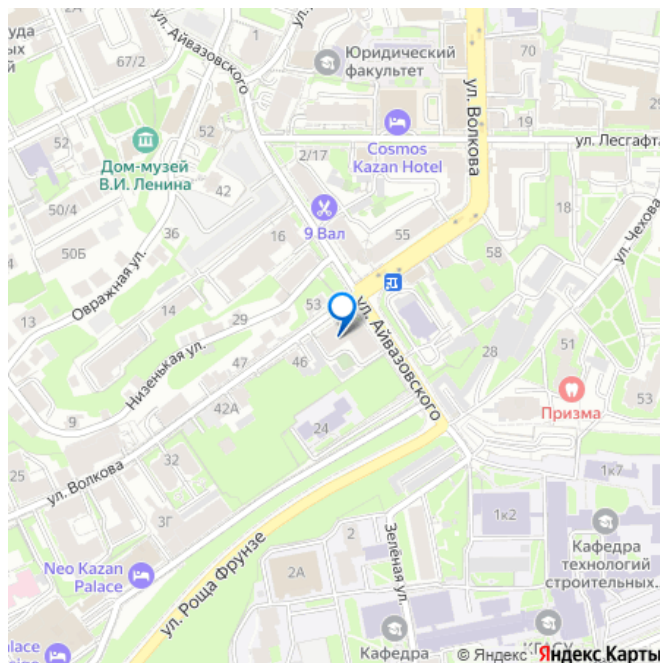 ул. Айвазовского
67/2
1
Юридический
факультет
70
ул. Волкова
52
52
Дом-музей
В.И. Ленина
Cosmos
Kazan Hotel
19
ул. Лесгафта
2/17
42
50/4
36
9 Вал
18
ул. Чехова
50Б
16
55
58
Овражная ул.
14
53
13
29
ул. Айвазовского
Низенькая ул.
47
46
28
51
Призма
53
42А
9
24
25
32
ул. Волкова
1к7
3Г
1к2
ул. Роща Фрунзе
2
Зелёная ул.
Кафедра
технологий
строительных...
Neo Kazan
Palace
2А
Кафедра
КГАСУ
© Яндекс Яндекс Карты